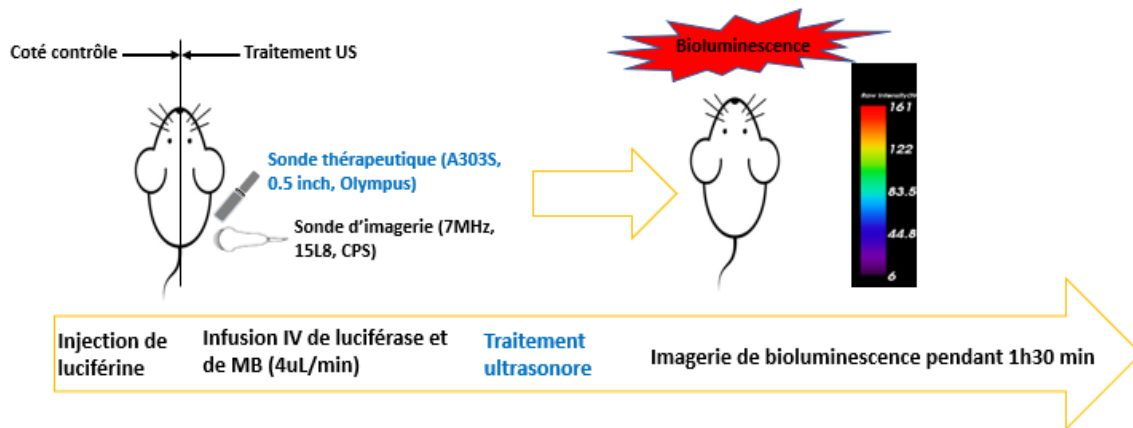 Coté contrôle
Traitement US
Bioluminescence
Sonde thérapeutique (A303S,
0.5 inch, Olympus)
Sonde d'imagerie (7MHz,
15L8, CPS)
161
122
83.5
44.8
6
Injection de
luciférine
Infusion IV de luciférase et
de MB (4uL/min)
Traitement
ultrasonore
Imagerie de bioluminescence pendant 1h30 min